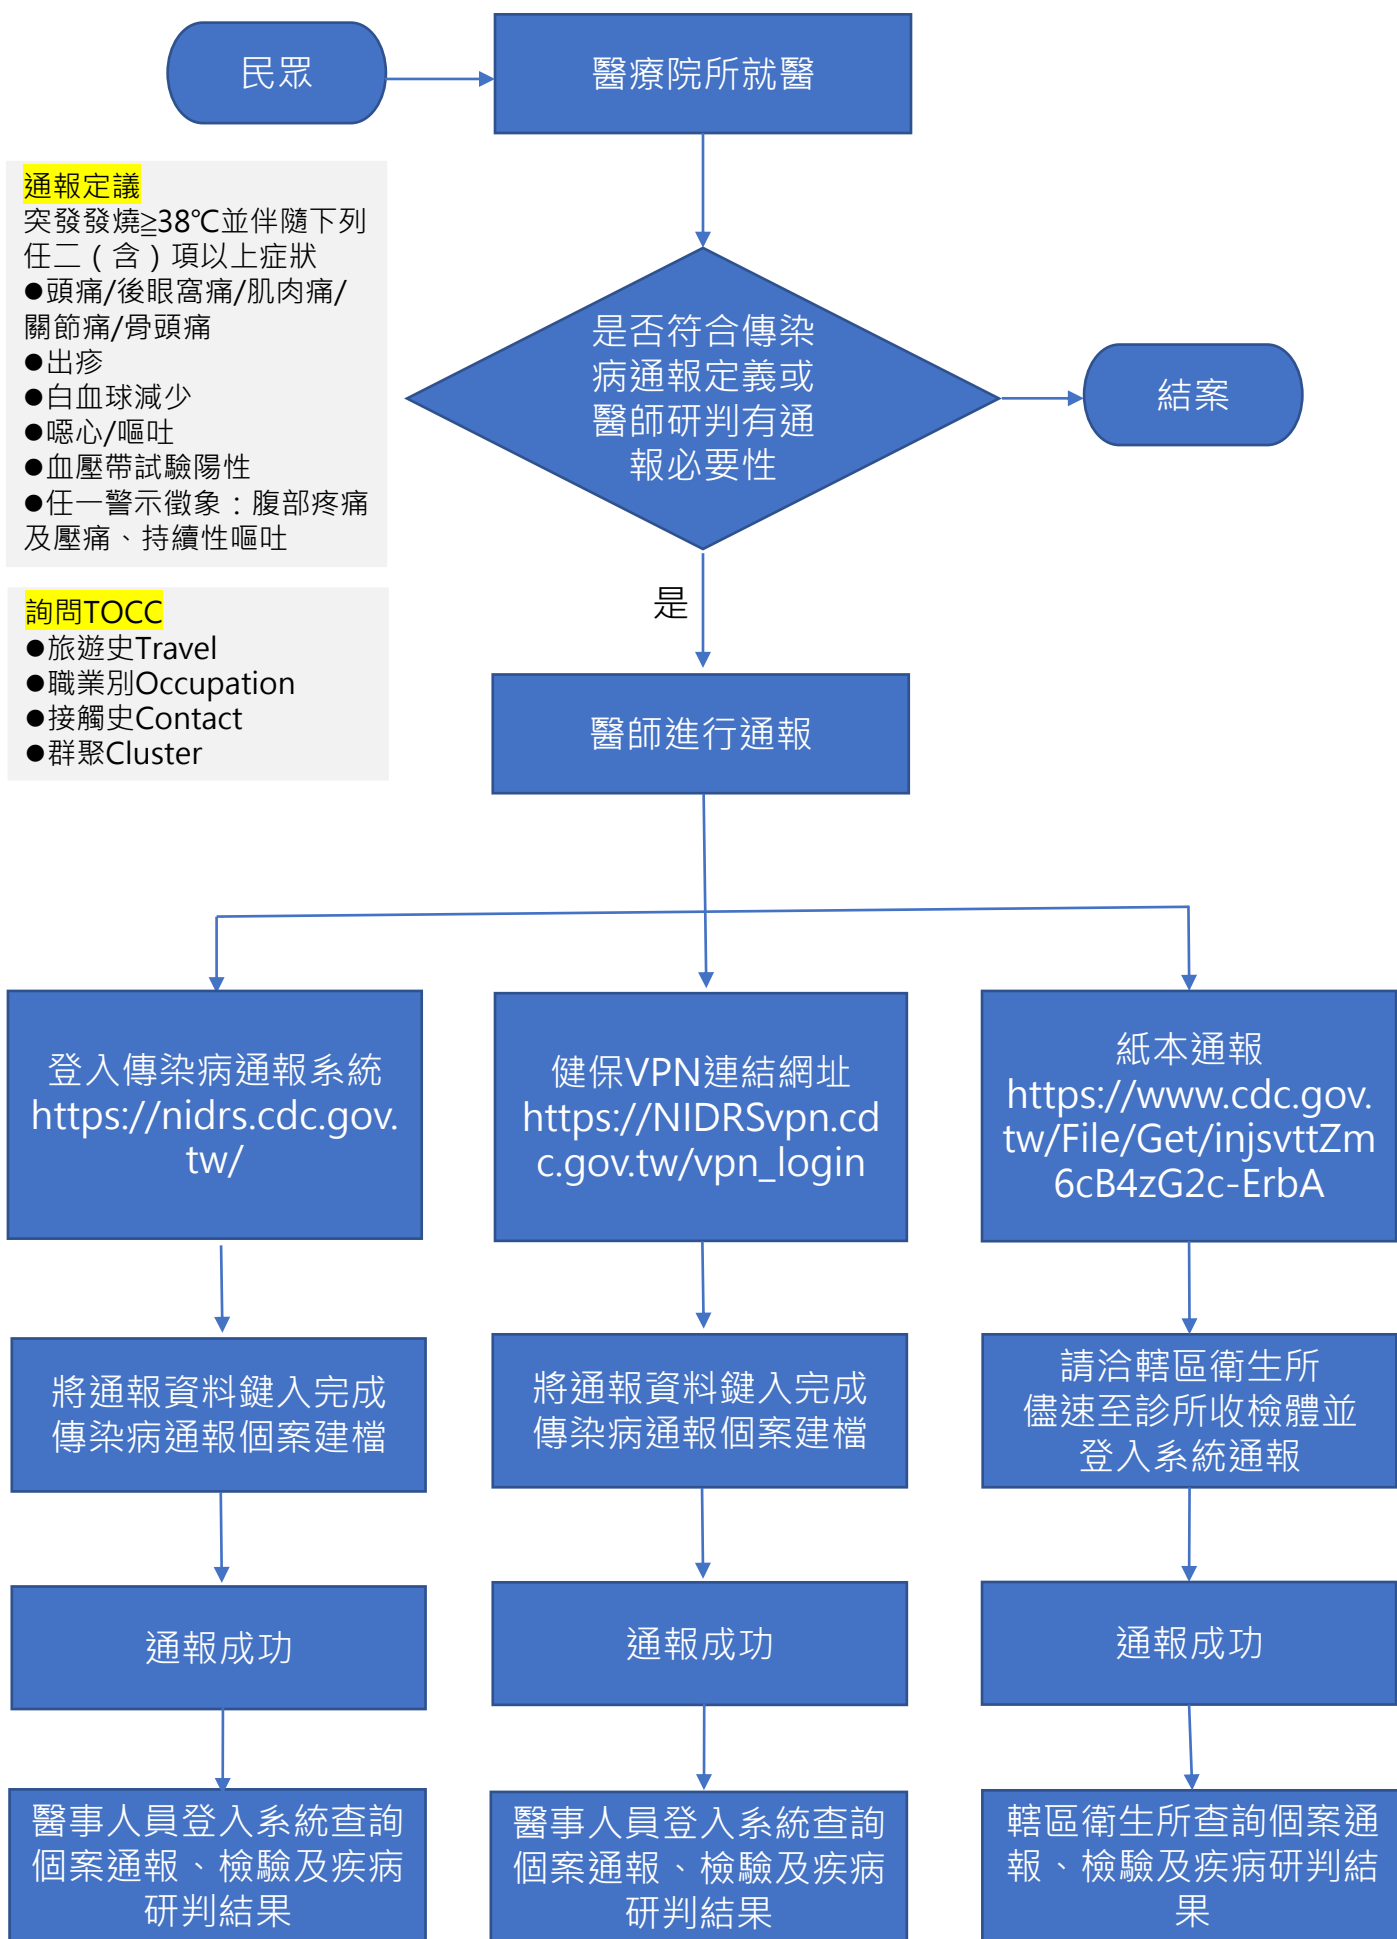 民眾
醫療院所就醫
通報定議
突發發燒≧38℃並伴隨下列
任二（含）項以上症狀
●頭痛/後眼窩痛/肌肉痛/
關節痛/骨頭痛
●出疹
●白血球減少
●噁心/嘔吐
●血壓帶試驗陽性
●任一警示徵象：腹部疼痛
及壓痛、持續性嘔吐
是否符合傳染
病通報定義或
醫師研判有通
報必要性
結案
詢問TOCC
●旅遊史Travel
●職業別Occupation
●接觸史Contact
●群聚Cluster
是
醫師進行通報
登入傳染病通報系統
https://nidrs.cdc.gov.
tw/
健保VPN連結網址
https://NIDRSvpn.cd
c.gov.tw/vpn_login
紙本通報
https://www.cdc.gov.
tw/File/Get/injsvttZm
6cB4zG2c-ErbA
將通報資料鍵入完成
傳染病通報個案建檔
將通報資料鍵入完成
傳染病通報個案建檔
請洽轄區衛生所
儘速至診所收檢體並
登入系統通報
通報成功
通報成功
通報成功
醫事人員登入系統查詢
個案通報、檢驗及疾病
研判結果
醫事人員登入系統查詢
個案通報、檢驗及疾病
研判結果
轄區衛生所查詢個案通
報、檢驗及疾病研判結
果